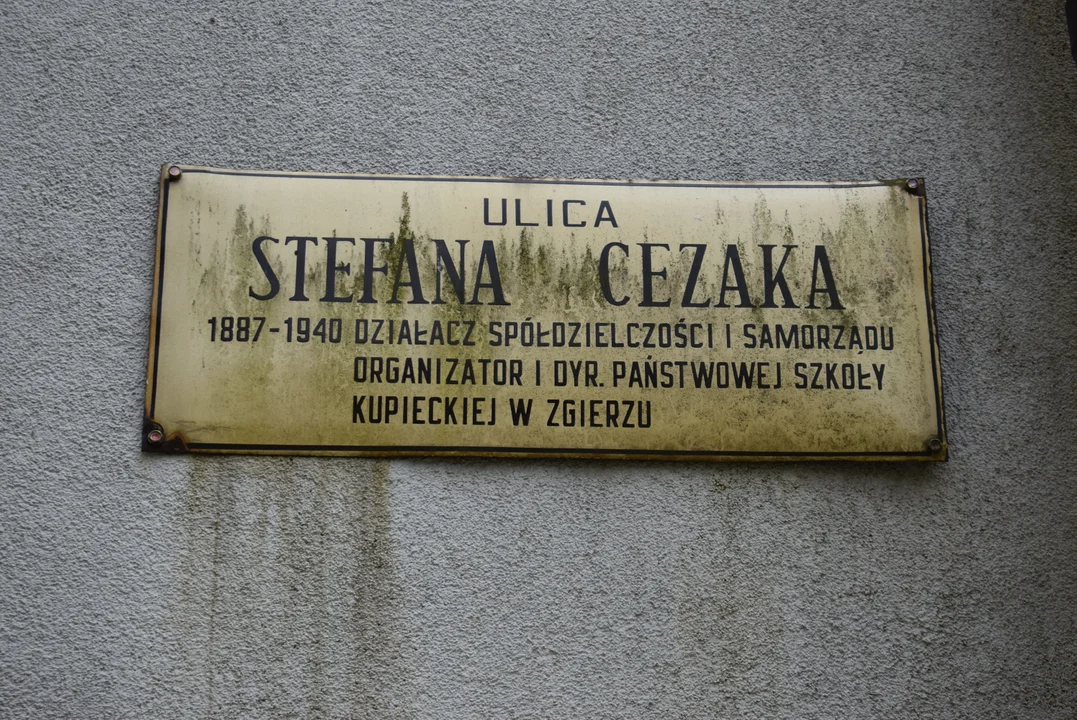 ULICA
STEFANA CEZAKA
1887-1940 DZIAŁACZ SPÓŁDZIELCZOŚCI I SAMORZĄDU
ORGANIZATOR I DYR. PAŃSTWOWEJ SZKOŁY
KUPIECKIEJ W ZGIERZU